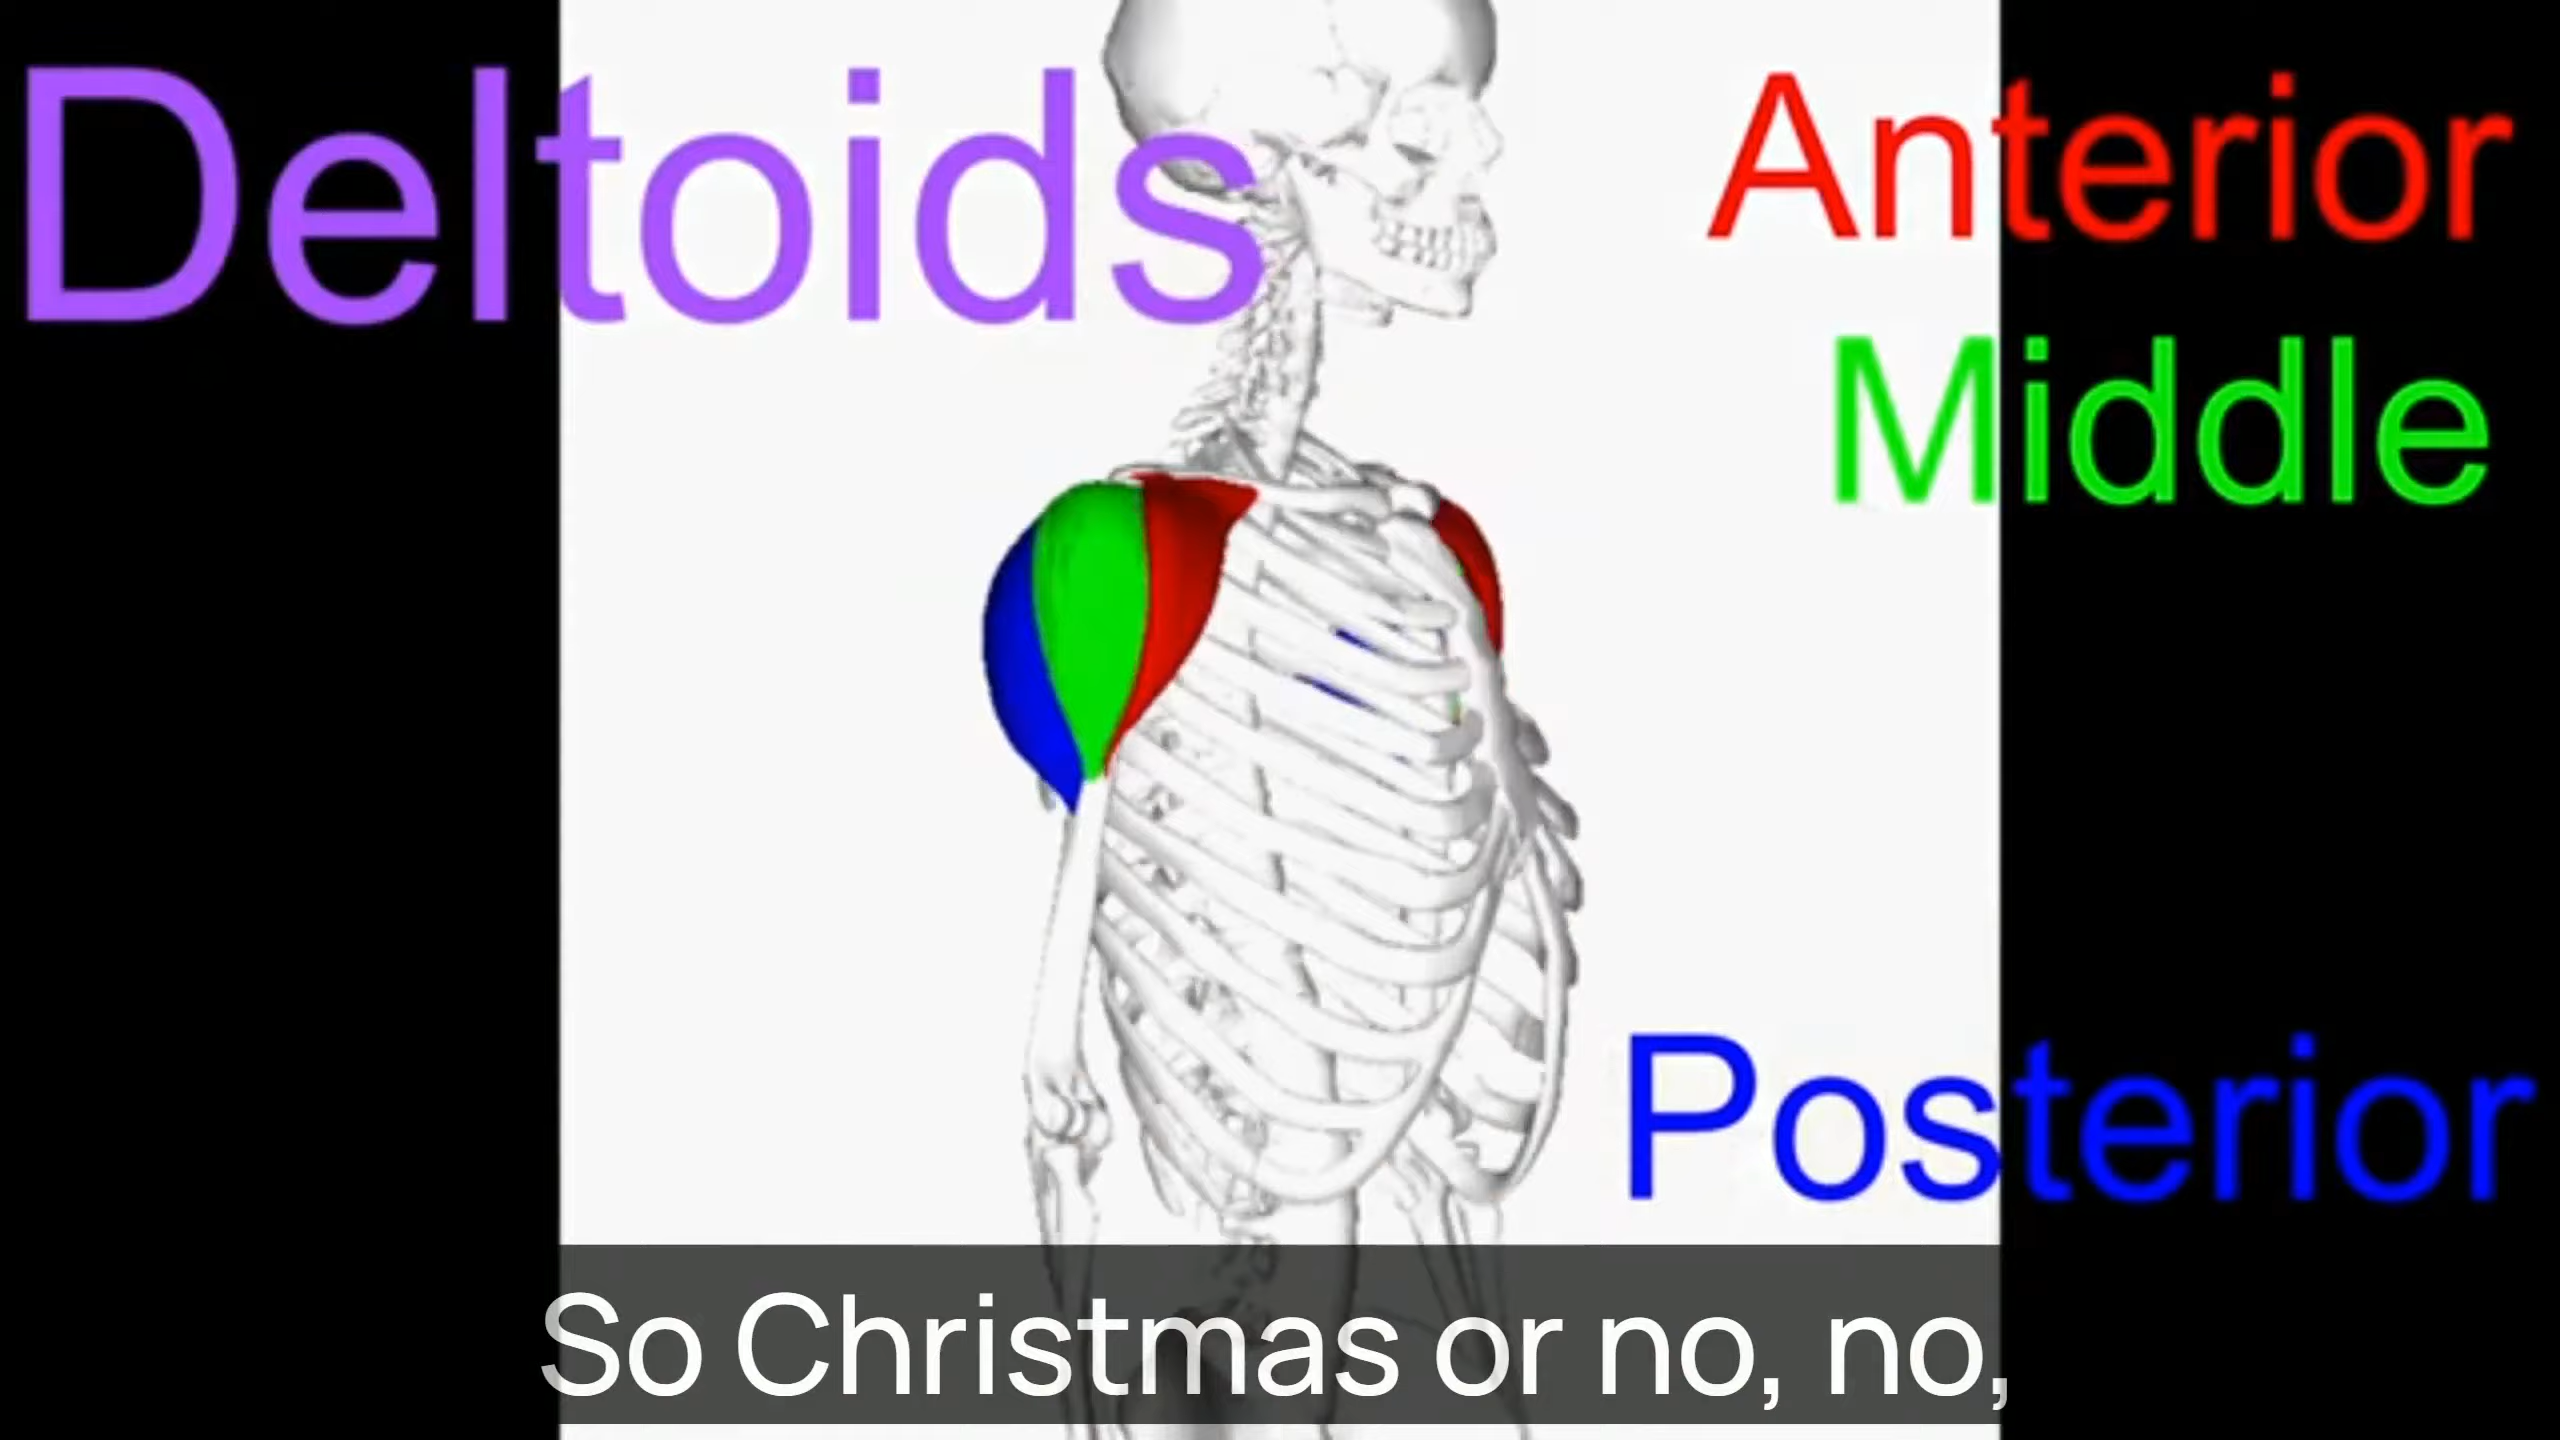 Deltoids
Anterior
Middle
Posterior
So Christmas or no, no,